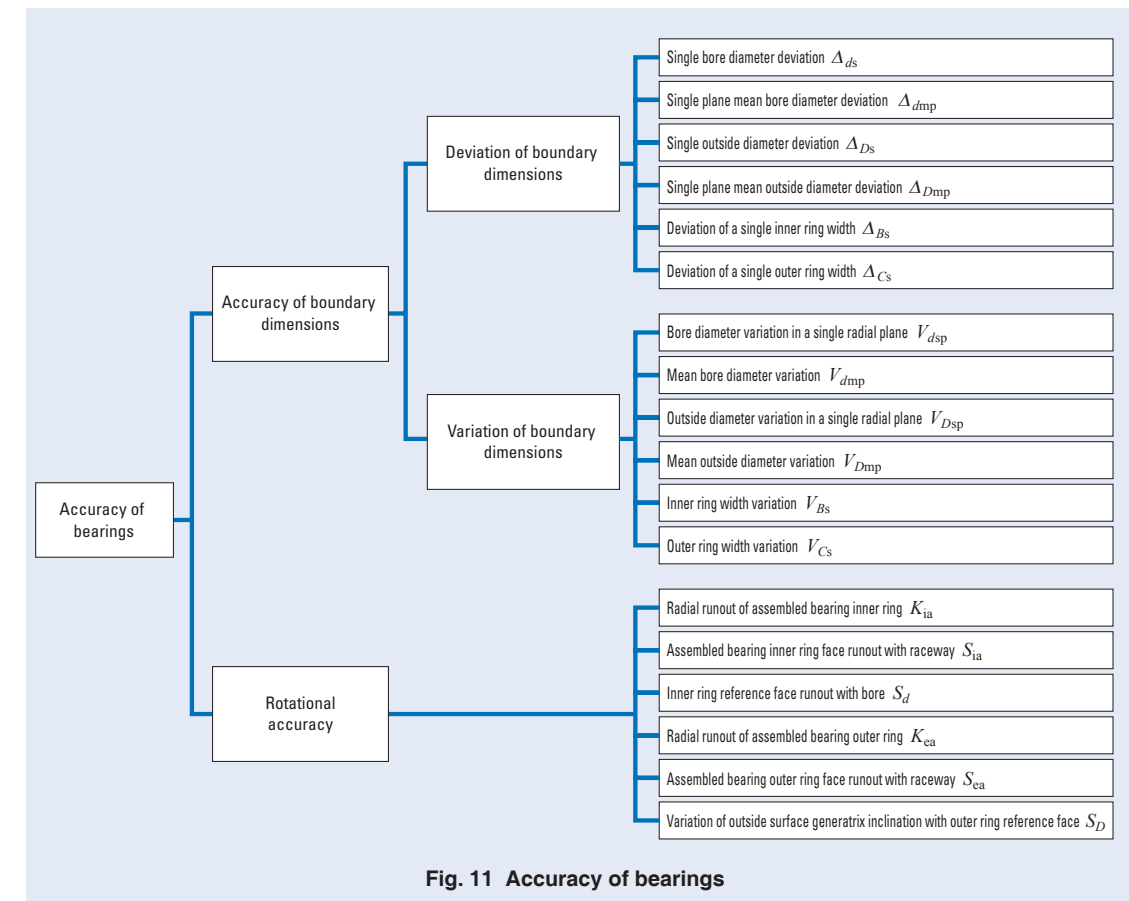 Accuracy of
bearings
Accuracy of boundary
dimensions
Deviation of boundary
dimensions
Single bore diameter deviation Δds
Single plane mean bore diameter deviation Δdmp
Single outside diameter deviation ΔDs
Single plane mean outside diameter deviation ΔDmp
Deviation of a single inner ring width ΔBs
Deviation of a single outer ring width ΔCs
Variation of boundary
dimensions
Bore diameter variation in a single radial plane Vdsp
Mean bore diameter variation Vdmp
Outside diameter variation in a single radial plane VDsp
Mean outside diameter variation VDmp
Inner ring width variation VBs
Outer ring width variation VCs
Rotational
accuracy
Radial runout of assembled bearing inner ring Kia
Assembled bearing inner ring face runout with raceway Sia
Inner ring reference face runout with bore Sd
Radial runout of assembled bearing outer ring Kea
Assembled bearing outer ring face runout with raceway Sea
Variation of outside surface generatrix inclination with outer ring reference face SD
Fig. 11 Accuracy of bearings